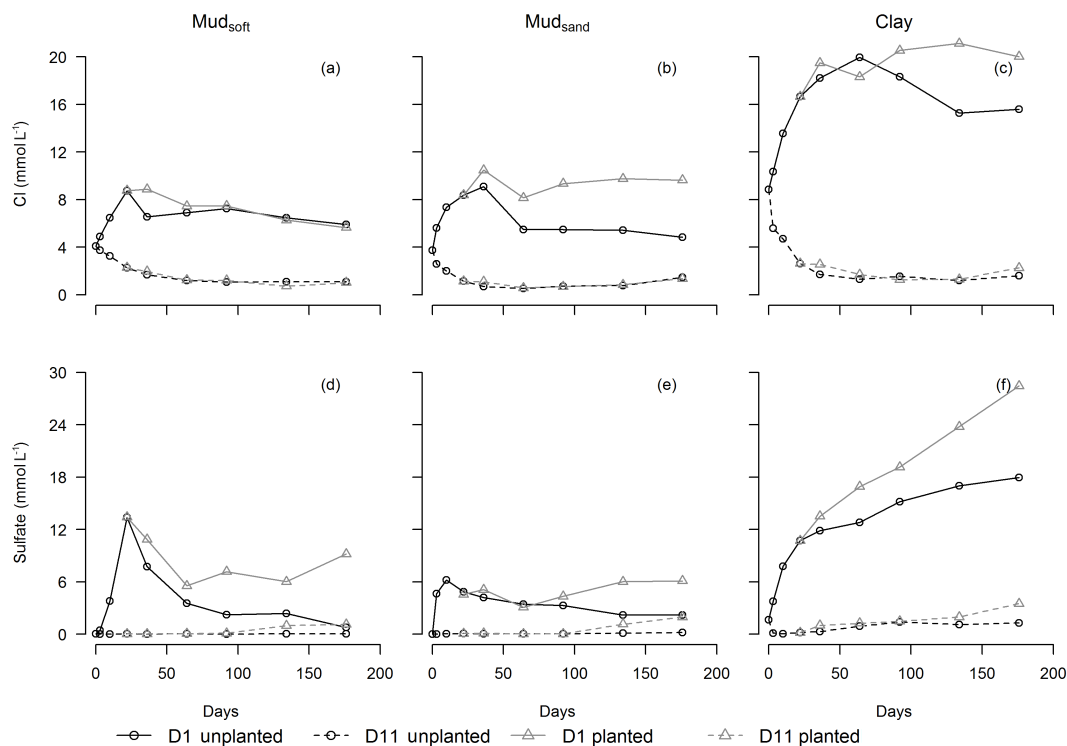 Mudsoft Mudsand Clay
(a) (b) (c)
Cl (mmol L-1)
20
16
12
8
4
0
(d) (e) (f)
Sulfate (mmol L-1)
30
24
18
12
6
0
0 50 100 150 200 0 50 100 150 200 0 50 100 150 200
Days Days Days
D1 unplanted D11 unplanted D1 planted D11 planted